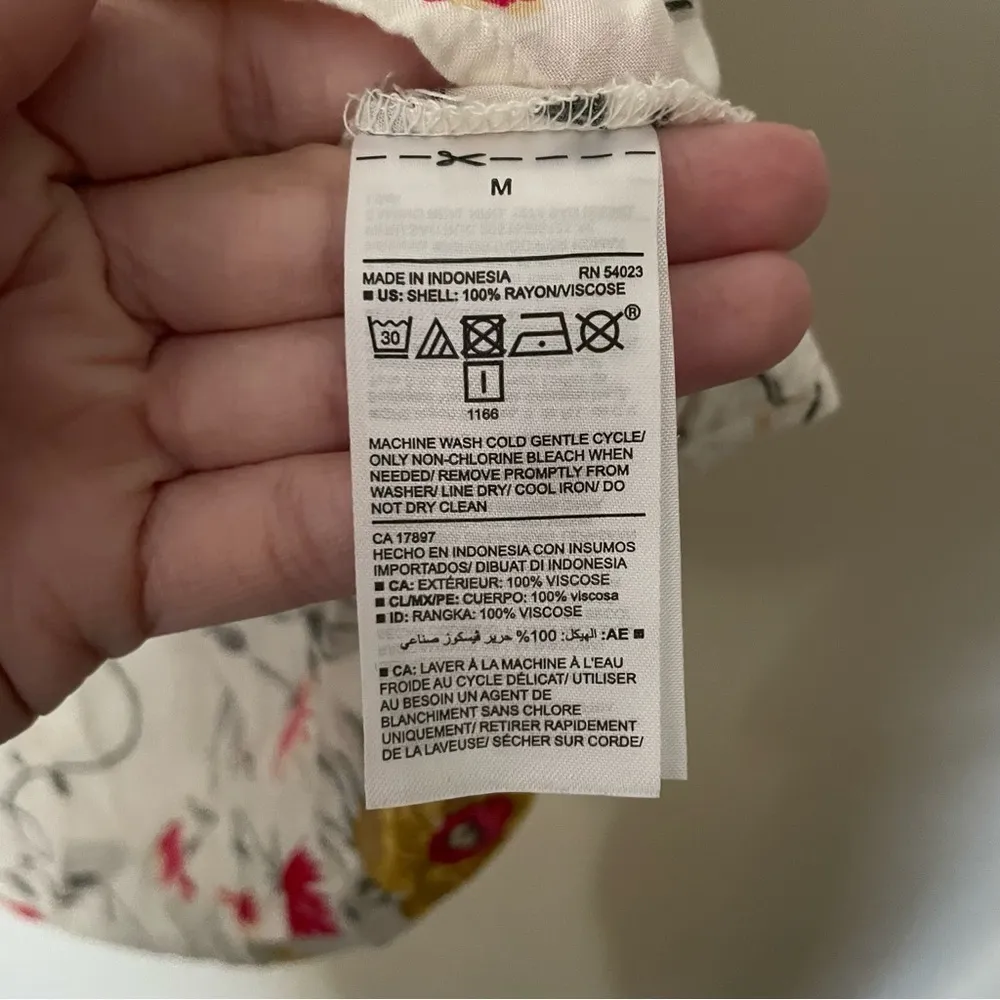 M
MADE IN INDONESIA RN 54023
■ US: SHELL: 100% RAYON/VISCOSE
30 ®
1166
MACHINE WASH COLD GENTLE CYCLE/
ONLY NON-CHLORINE BLEACH WHEN
NEEDED/ REMOVE PROMPTLY FROM
WASHER/ LINE DRY/ COOL IRON/ DO
NOT DRY CLEAN
CA 17897
HECHO EN INDONESIA CON INSUMOS
IMPORTADOS/ DIBUAT DI INDONESIA
■ CA: EXTÉRIEUR: 100% VISCOSE
■ CL/MX/PE: CUERPO: 100% viscosa
■ ID: RANGKA: 100% VISCOSE
■ AE: الهيكل: 100% حرير ڤيسكوز صناعي
■ CA: LAVER À LA MACHINE À L'EAU
FROIDE AU CYCLE DÉLICAT/ UTILISER
AU BESOIN UN AGENT DE
BLANCHIMENT SANS CHLORE
UNIQUEMENT/ RETIRER RAPIDEMENT
DE LA LAVEUSE/ SÉCHER SUR CORDE/